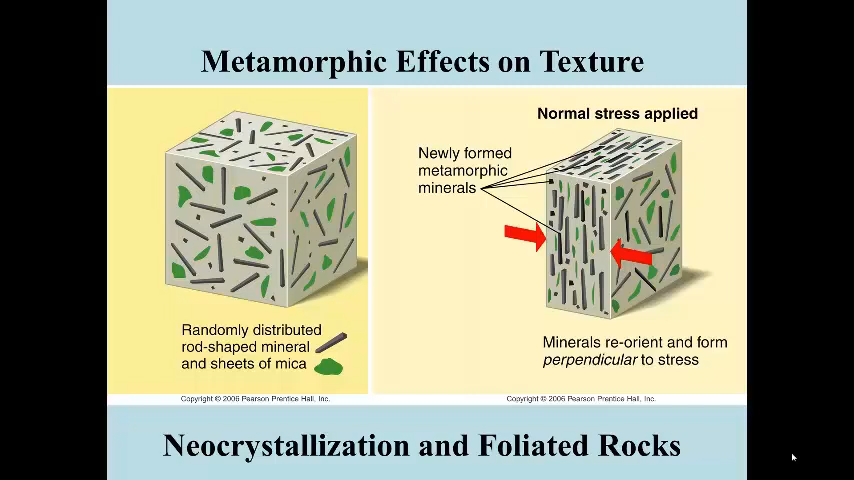 Metamorphic Effects on Texture
Randomly distributed
rod-shaped mineral
and sheets of mica
Copyright © 2006 Pearson Prentice Hall, Inc.
Normal stress applied
Newly formed
metamorphic
minerals
Minerals re-orient and form
perpendicular to stress
Copyright © 2006 Pearson Prentice Hall, Inc.
Neocrystallization and Foliated Rocks